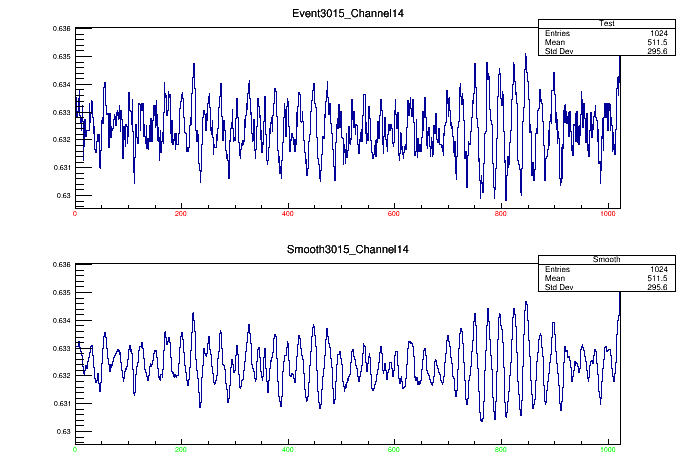 Event3015_Channel14
Test
Entries 1024
Mean 511.5
Std Dev 295.6
0.636
0.635
0.634
0.633
0.632
0.631
0.63
0 200 400 600 800 1000
Smooth3015_Channel14
Smooth
Entries 1024
Mean 511.5
Std Dev 295.6
0.636
0.635
0.634
0.633
0.632
0.631
0.63
0 200 400 600 800 1000